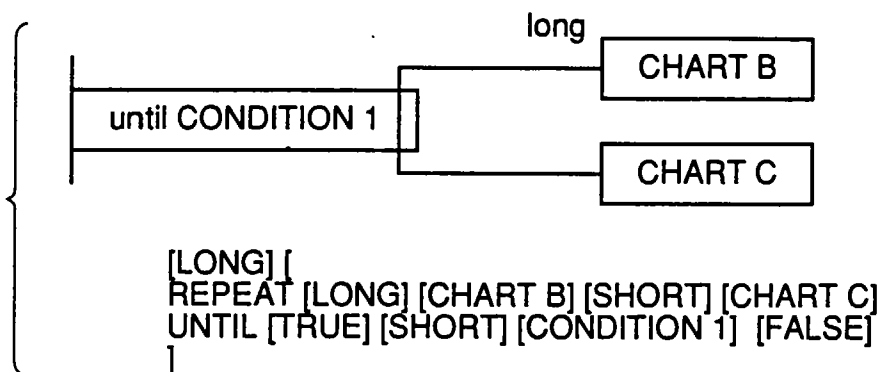 long
CHART B
until CONDITION 1
CHART C
[LONG] [
REPEAT [LONG] [CHART B] [SHORT] [CHART C]
UNTIL [TRUE] [SHORT] [CONDITION 1] [FALSE]
]